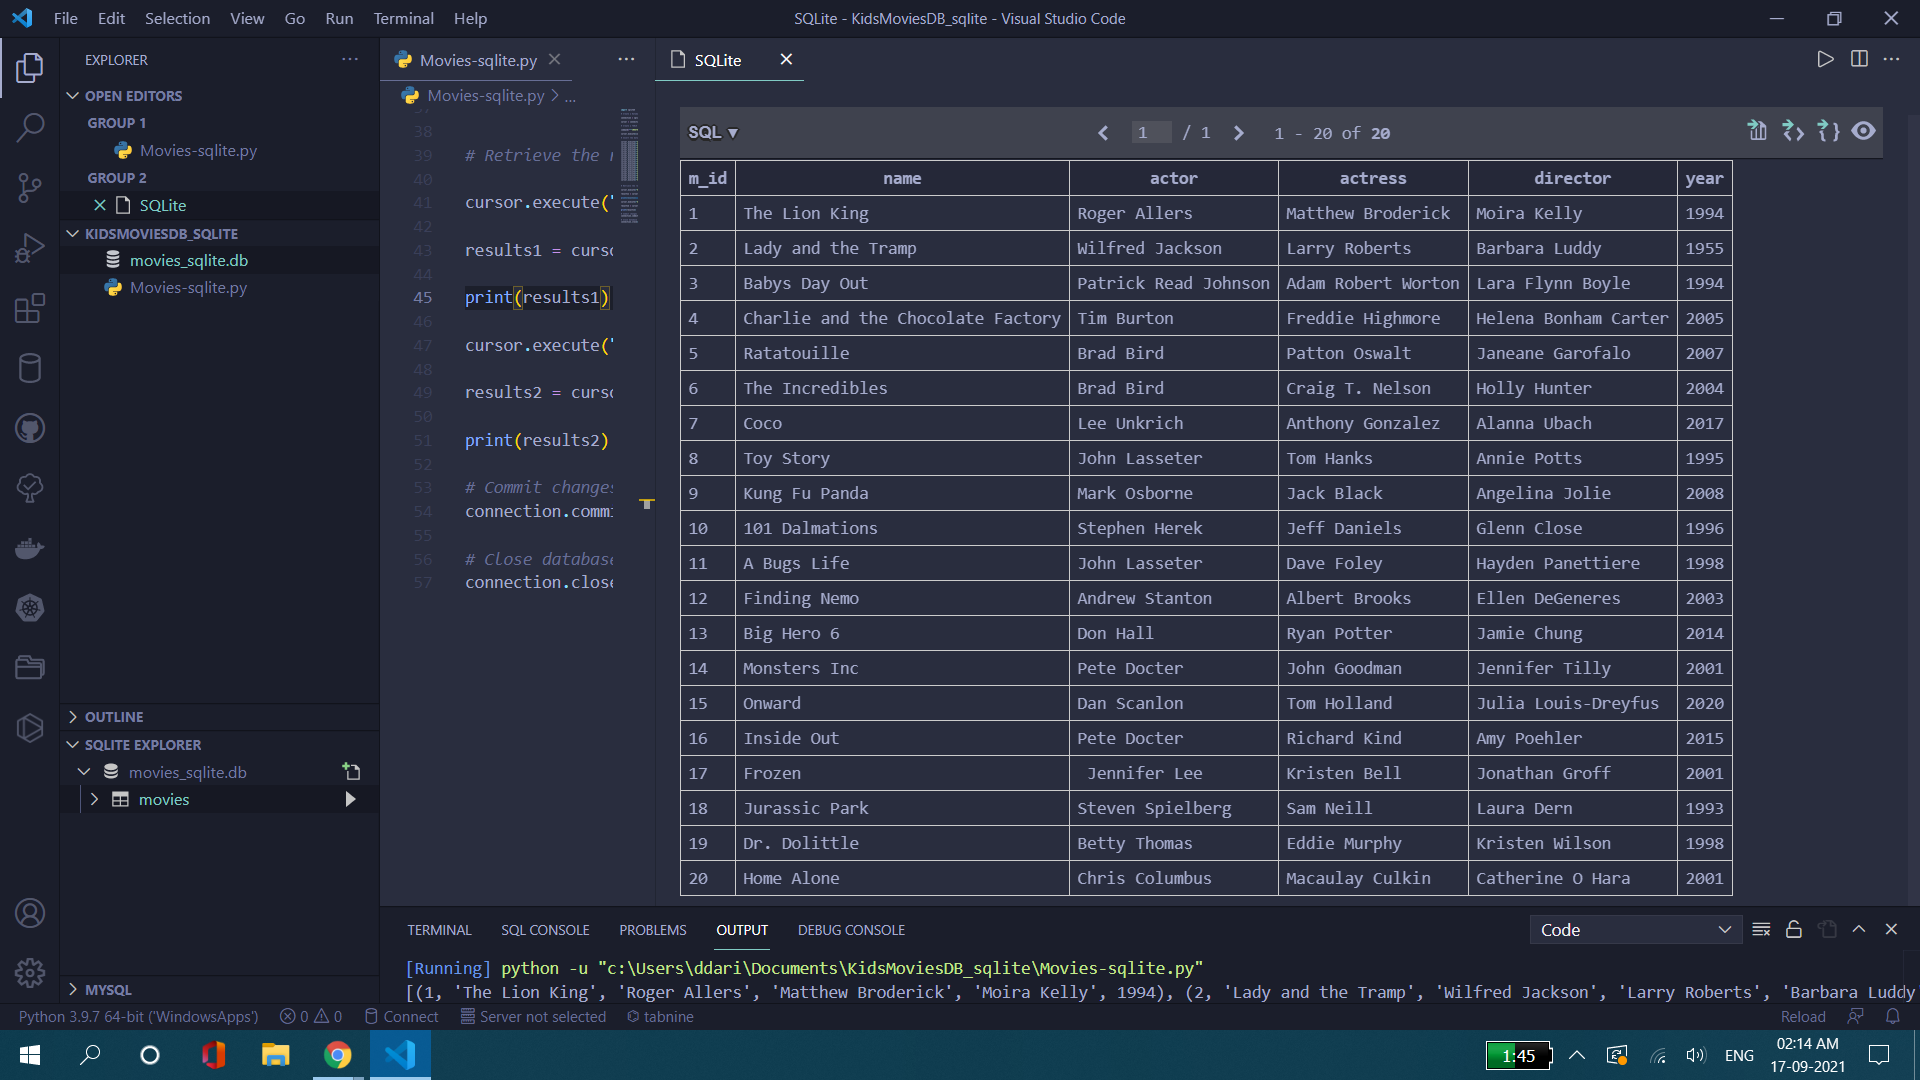 File Edit Selection View Go Run Terminal Help
SQLite - KidsMoviesDB_sqlite - Visual Studio Code
EXPLORER
OPEN EDITORS
GROUP 1
Movies-sqlite.py
GROUP 2
SQLite
KIDSMOVIESDB_SQLITE
movies_sqlite.db
Movies-sqlite.py
OUTLINE
SQLITE EXPLORER
movies_sqlite.db
movies
MYSQL
Movies-sqlite.py
Movies-sqlite.py > ...
38
39 # Retrieve the
40
41 cursor.execute('
42
43 results1 = curs
44
45 print(results1)
46
47 cursor.execute('
48
49 results2 = curs
50
51 print(results2)
52
53 # Commit changes
54 connection.comm
55
56 # Close database
57 connection.close
SQLite
SQL ▼ 1 / 1 1 - 20 of 20
m_id name actor actress director year
1 The Lion King Roger Allers Matthew Broderick Moira Kelly 1994
2 Lady and the Tramp Wilfred Jackson Larry Roberts Barbara Luddy 1955
3 Babys Day Out Patrick Read Johnson Adam Robert Worton Lara Flynn Boyle 1994
4 Charlie and the Chocolate Factory Tim Burton Freddie Highmore Helena Bonham Carter 2005
5 Ratatouille Brad Bird Patton Oswalt Janeane Garofalo 2007
6 The Incredibles Brad Bird Craig T. Nelson Holly Hunter 2004
7 Coco Lee Unkrich Anthony Gonzalez Alanna Ubach 2017
8 Toy Story John Lasseter Tom Hanks Annie Potts 1995
9 Kung Fu Panda Mark Osborne Jack Black Angelina Jolie 2008
10 101 Dalmations Stephen Herek Jeff Daniels Glenn Close 1996
11 A Bugs Life John Lasseter Dave Foley Hayden Panettiere 1998
12 Finding Nemo Andrew Stanton Albert Brooks Ellen DeGeneres 2003
13 Big Hero 6 Don Hall Ryan Potter Jamie Chung 2014
14 Monsters Inc Pete Docter John Goodman Jennifer Tilly 2001
15 Onward Dan Scanlon Tom Holland Julia Louis-Dreyfus 2020
16 Inside Out Pete Docter Richard Kind Amy Poehler 2015
17 Frozen Jennifer Lee Kristen Bell Jonathan Groff 2001
18 Jurassic Park Steven Spielberg Sam Neill Laura Dern 1993
19 Dr. Dolittle Betty Thomas Eddie Murphy Kristen Wilson 1998
20 Home Alone Chris Columbus Macaulay Culkin Catherine O Hara 2001
TERMINAL SQL CONSOLE PROBLEMS OUTPUT DEBUG CONSOLE
Code
[Running] python -u "c:\Users\ddari\Documents\KidsMoviesDB_sqlite\Movies-sqlite.py"
[(1, 'The Lion King', 'Roger Allers', 'Matthew Broderick', 'Moira Kelly', 1994), (2, 'Lady and the Tramp', 'Wilfred Jackson', 'Larry Roberts', 'Barbara Luddy'
Python 3.9.7 64-bit ('WindowsApps') 0 0 Connect Server not selected tabnine
Reload
1:45
ENG
02:14 AM
17-09-2021